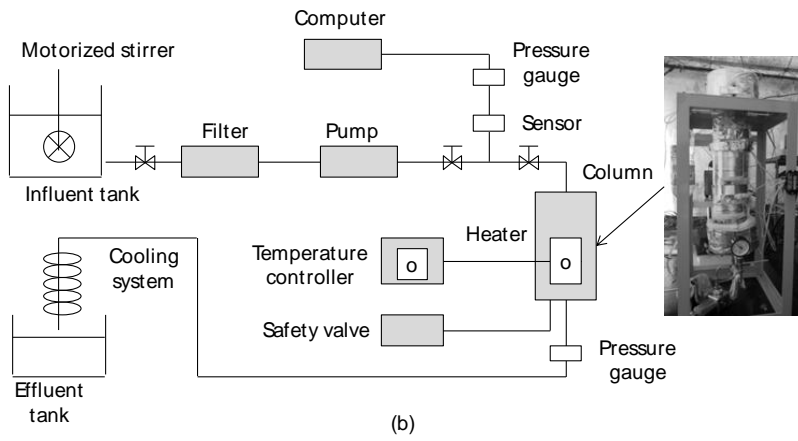 Computer
Motorized stirrer
Pressure
gauge
Filter
Pump
Sensor
Influent tank
Column
Heater
Cooling
system
Temperature
controller
o
o
Safety valve
Pressure
gauge
Effluent
tank
(b)